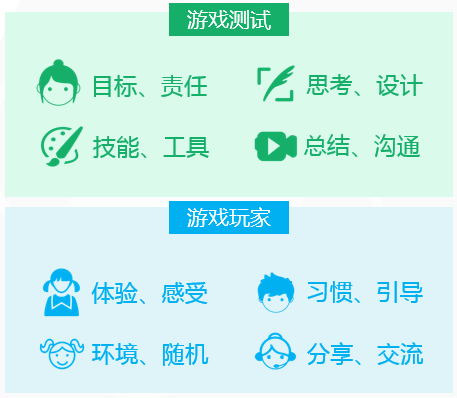 游戏测试
目标、责任
思考、设计
技能、工具
总结、沟通
游戏玩家
体验、感受
习惯、引导
环境、随机
分享、交流